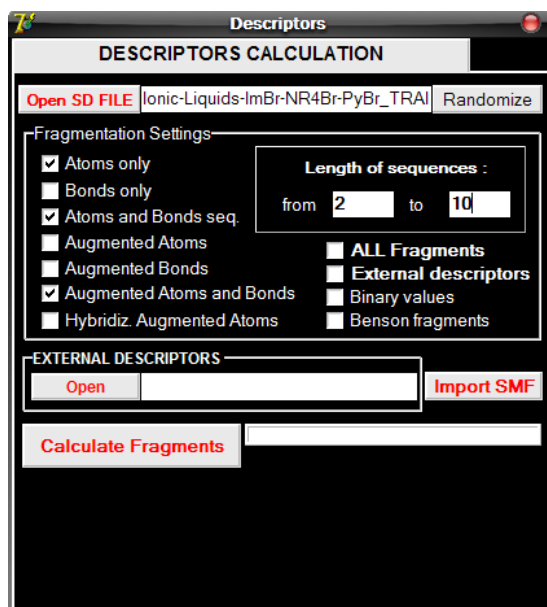 Descriptors
DESCRIPTORS CALCULATION
Open SD FILE Ionic-Liquids-ImBr-NR4Br-PyBr_TRAI Randomize
Fragmentation Settings
Atoms only
Bonds only
Atoms and Bonds seq.
Augmented Atoms
Augmented Bonds
Augmented Atoms and Bonds
Hybridiz. Augmented Atoms
Length of sequences :
from 2 to 10
ALL Fragments
External descriptors
Binary values
Benson fragments
EXTERNAL DESCRIPTORS
Open
Import SMF
Calculate Fragments